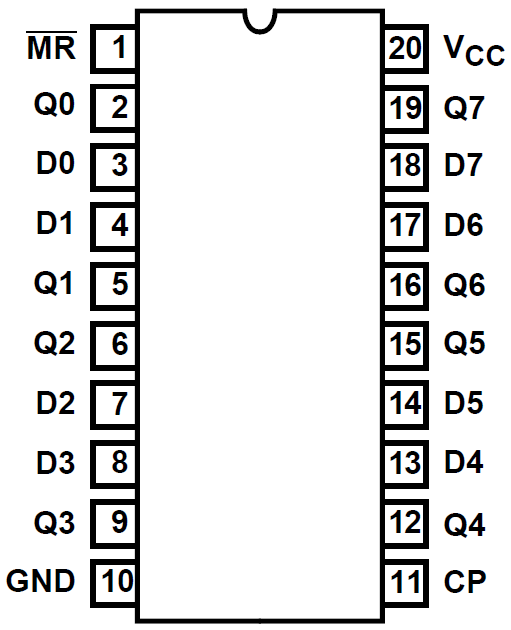 M̅R̅ 1 20 VCC
Q0 2 19 Q7
D0 3 18 D7
D1 4 17 D6
Q1 5 16 Q6
Q2 6 15 Q5
D2 7 14 D5
D3 8 13 D4
Q3 9 12 Q4
GND 10 11 CP